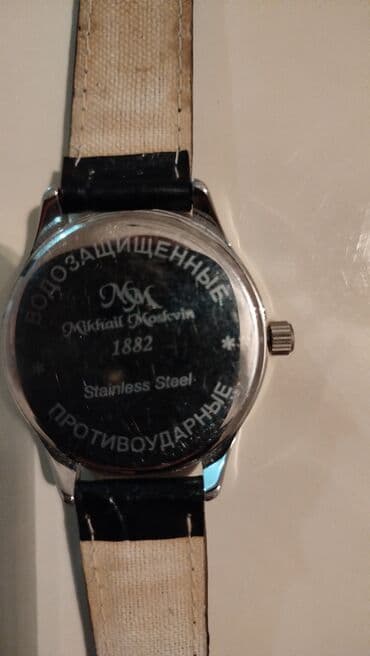 ВОДОЗАЩИЩЕННЫЕ
MM
Mikhail Moskvin
1882
Stainless Steel
* *
ПРОТИВОУДАРНЫЕ